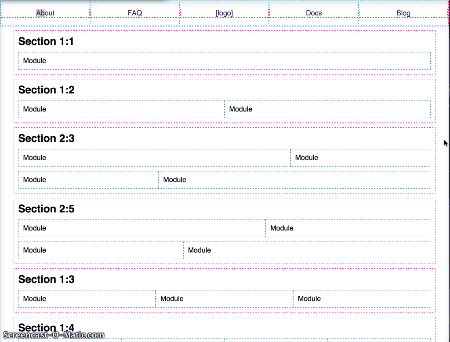 About FAQ [logo] Docs Blog
Section 1:1
Module
Section 1:2
Module Module
Section 2:3
Module Module
Module Module
Section 2:5
Module Module
Module Module
Section 1:3
Module Module Module
Section 1:4
Screencast-O-Matic.com